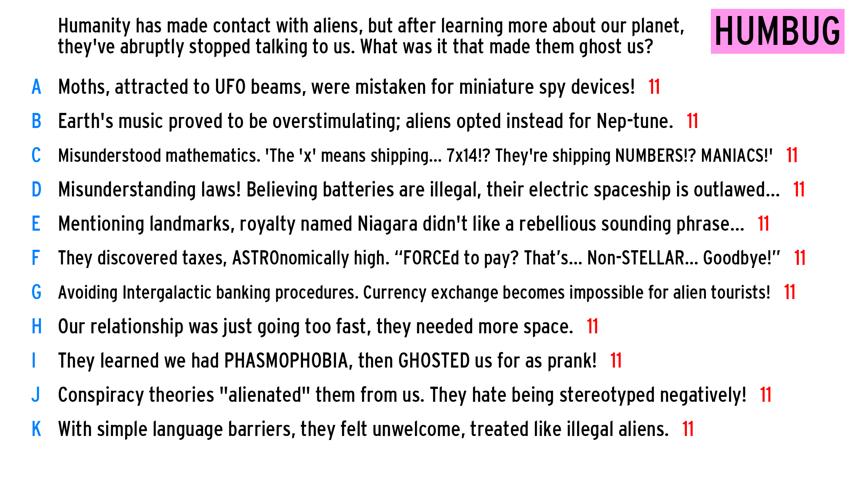 Humanity has made contact with aliens, but after learning more about our planet,
they've abruptly stopped talking to us. What was it that made them ghost us?
HUMBUG
A Moths, attracted to UFO beams, were mistaken for miniature spy devices! 11
B Earth's music proved to be overstimulating; aliens opted instead for Nep-tune. 11
C Misunderstood mathematics. 'The 'x' means shipping... 7x14!? They're shipping NUMBERS!? MANIACS!' 11
D Misunderstanding laws! Believing batteries are illegal, their electric spaceship is outlawed... 11
E Mentioning landmarks, royalty named Niagara didn't like a rebellious sounding phrase... 11
F They discovered taxes, ASTROnomically high. “FORCEd to pay? That’s... Non-STELLAR... Goodbye!” 11
G Avoiding Intergalactic banking procedures. Currency exchange becomes impossible for alien tourists! 11
H Our relationship was just going too fast, they needed more space. 11
I They learned we had PHASMOPHOBIA, then GHOSTED us for as prank! 11
J Conspiracy theories "alienated" them from us. They hate being stereotyped negatively! 11
K With simple language barriers, they felt unwelcome, treated like illegal aliens. 11